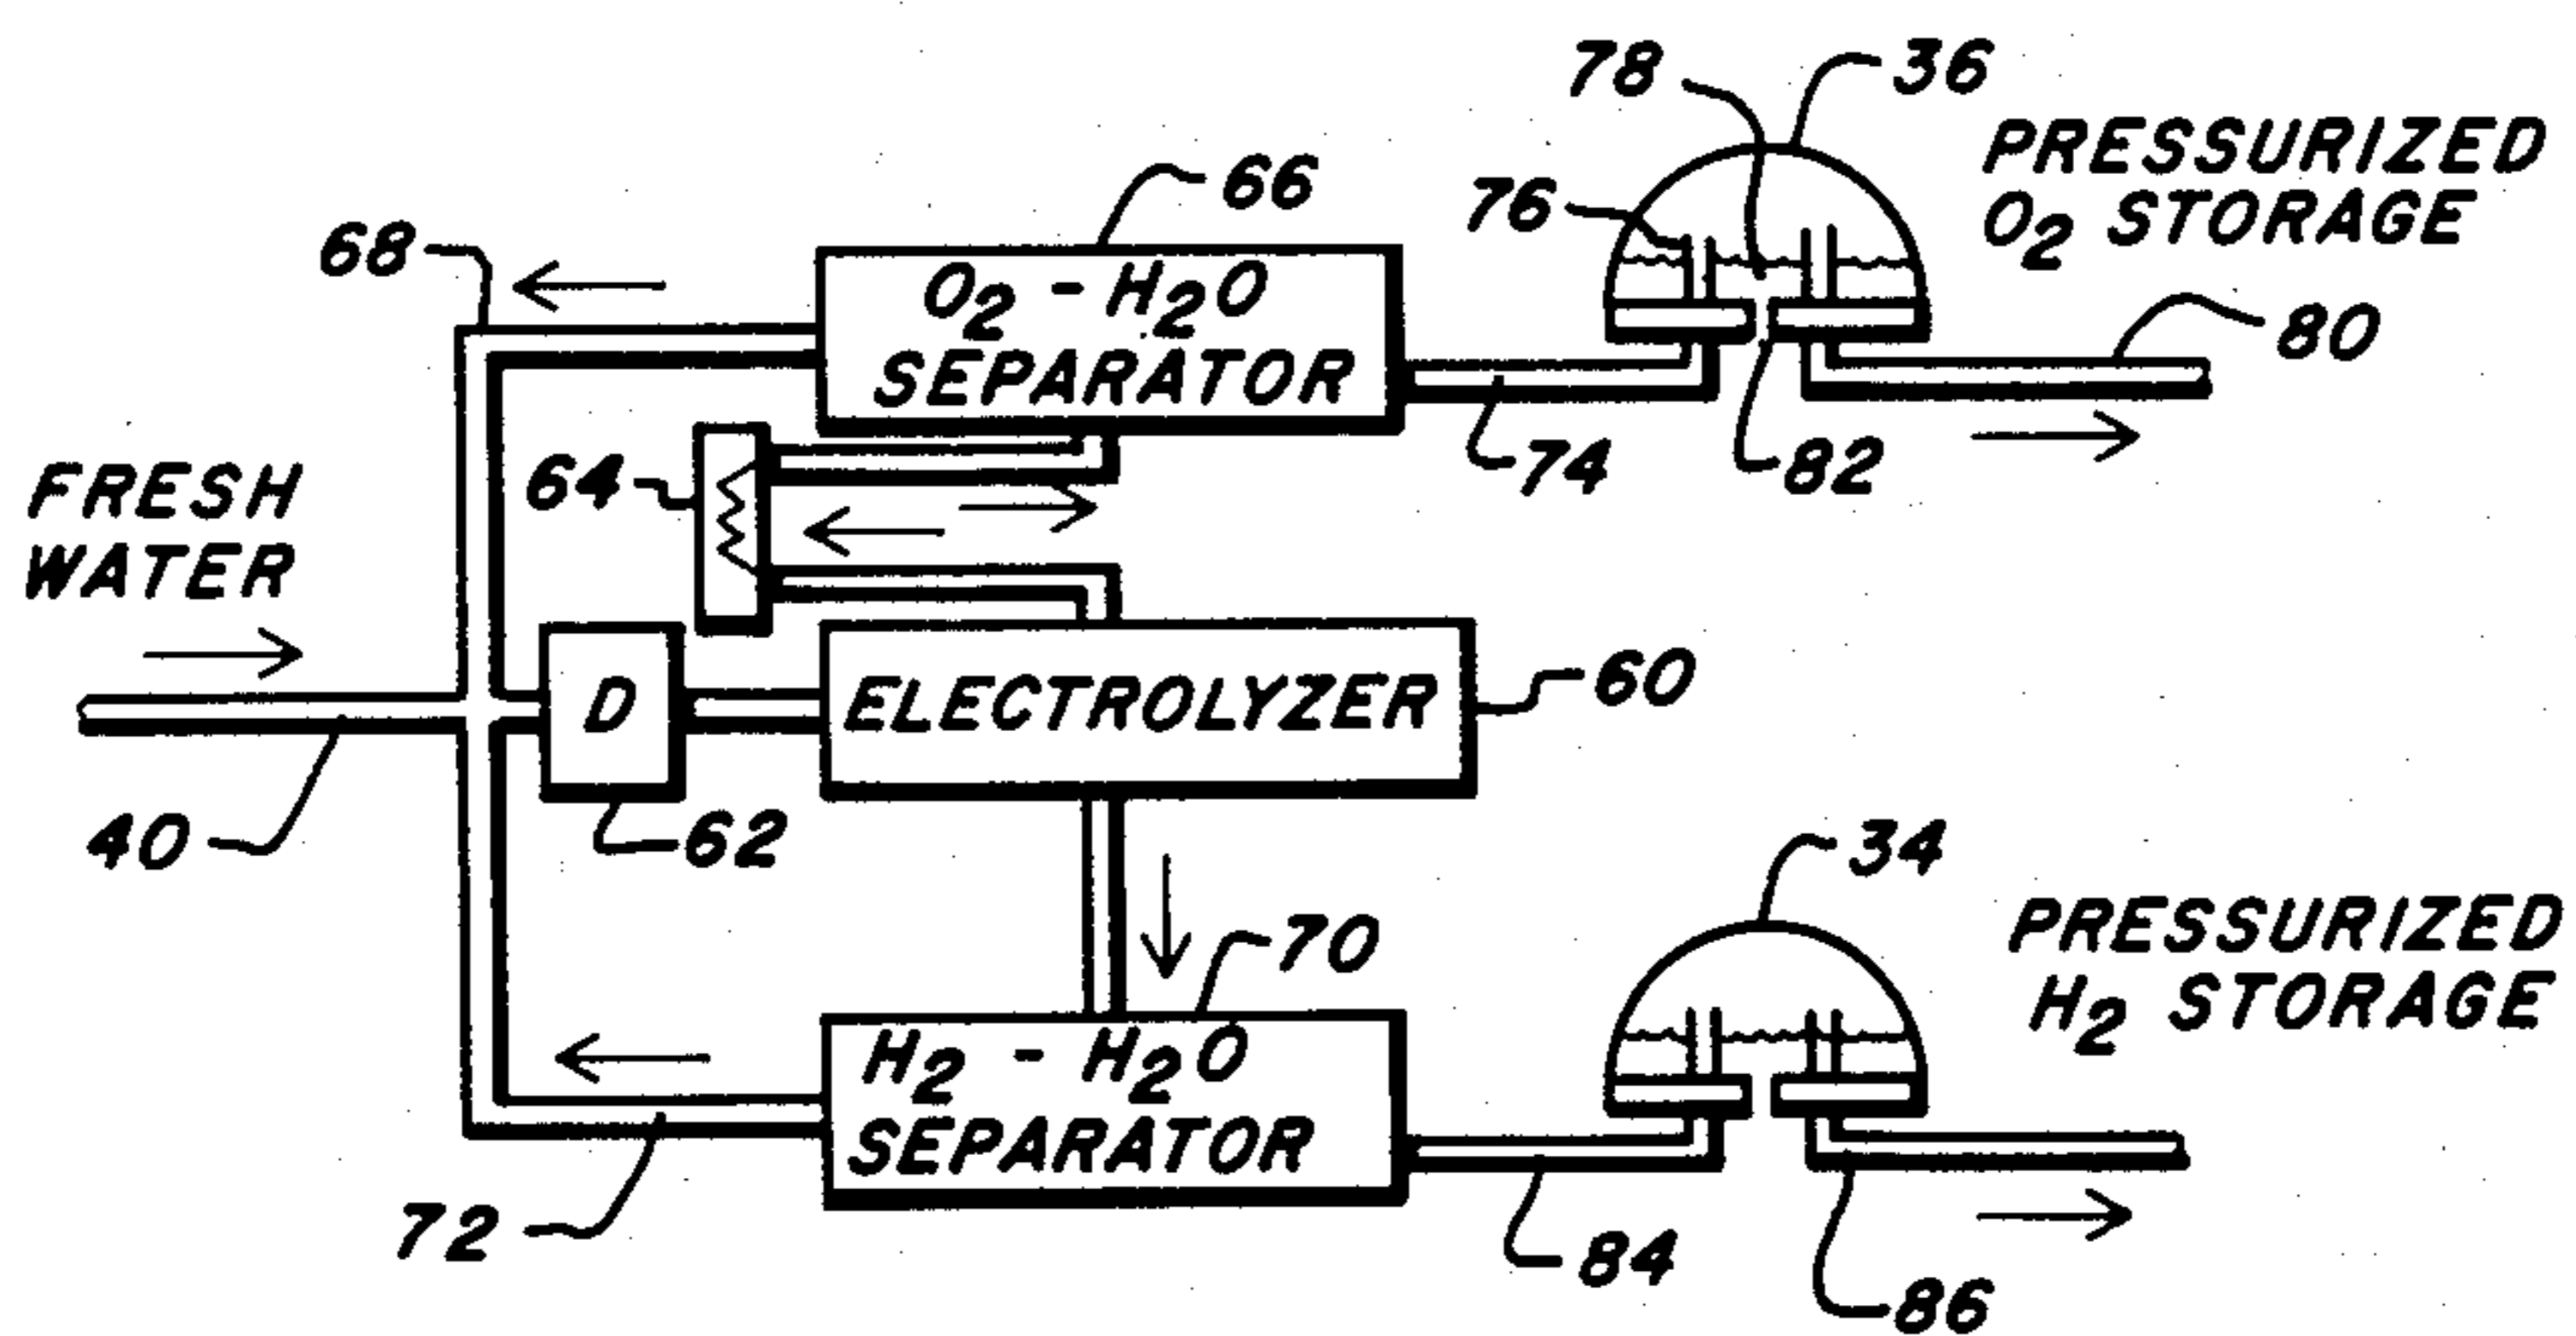 78
36
PRESSURIZED
O2 STORAGE
76
66
68
O2 - H2O
SEPARATOR
80
74
82
64
FRESH
WATER
D
ELECTROLYZER
60
40
62
34
PRESSURIZED
H2 STORAGE
70
H2 - H2O
SEPARATOR
72
84
86